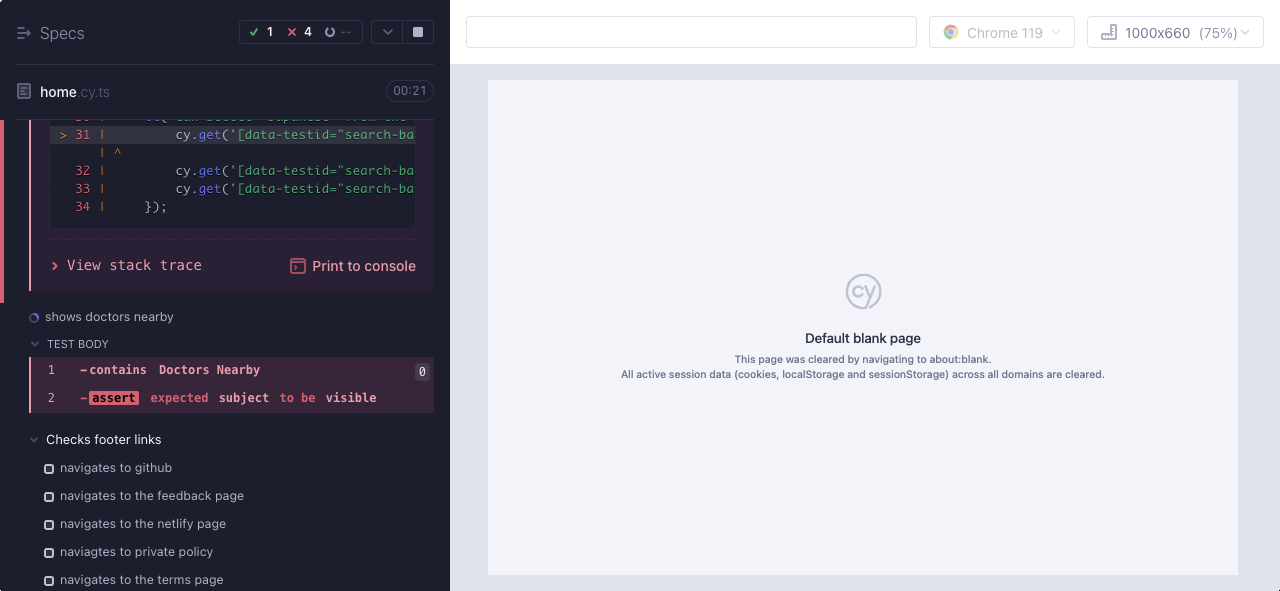 Specs
1 4 --
Chrome 119
1000x660 (75%)
home.cy.ts
00:21
> 31 | cy.get('[data-testid="search-ba
| ^
32 | cy.get('[data-testid="search-ba
33 | cy.get('[data-testid="search-ba
34 | });
View stack trace
Print to console
shows doctors nearby
TEST BODY
1 -contains Doctors Nearby 0
2 -assert expected subject to be visible
Checks footer links
navigates to github
navigates to the feedback page
navigates to the netlify page
naviagtes to private policy
navigates to the terms page
cy
Default blank page
This page was cleared by navigating to about:blank.
All active session data (cookies, localStorage and sessionStorage) across all domains are cleared.